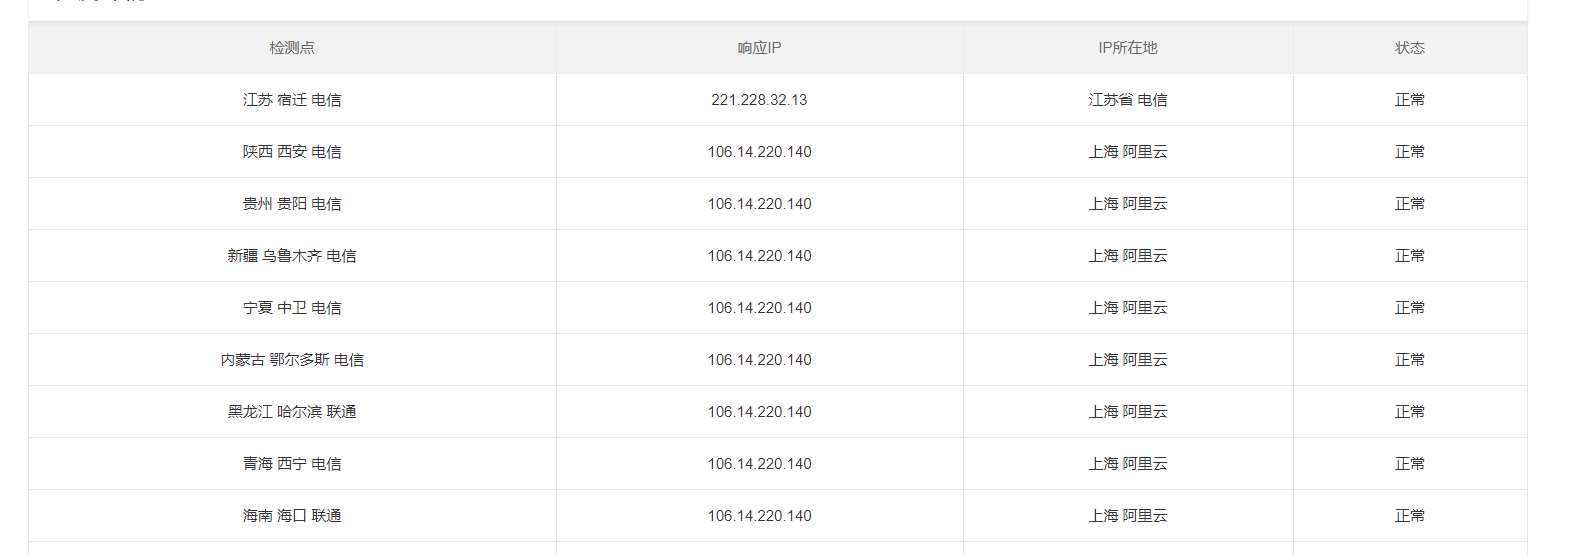 检测点 响应IP IP所在地 状态
江苏 宿迁 电信 221.228.32.13 江苏省 电信 正常
陕西 西安 电信 106.14.220.140 上海 阿里云 正常
贵州 贵阳 电信 106.14.220.140 上海 阿里云 正常
新疆 乌鲁木齐 电信 106.14.220.140 上海 阿里云 正常
宁夏 中卫 电信 106.14.220.140 上海 阿里云 正常
内蒙古 鄂尔多斯 电信 106.14.220.140 上海 阿里云 正常
黑龙江 哈尔滨 联通 106.14.220.140 上海 阿里云 正常
青海 西宁 电信 106.14.220.140 上海 阿里云 正常
海南 海口 联通 106.14.220.140 上海 阿里云 正常